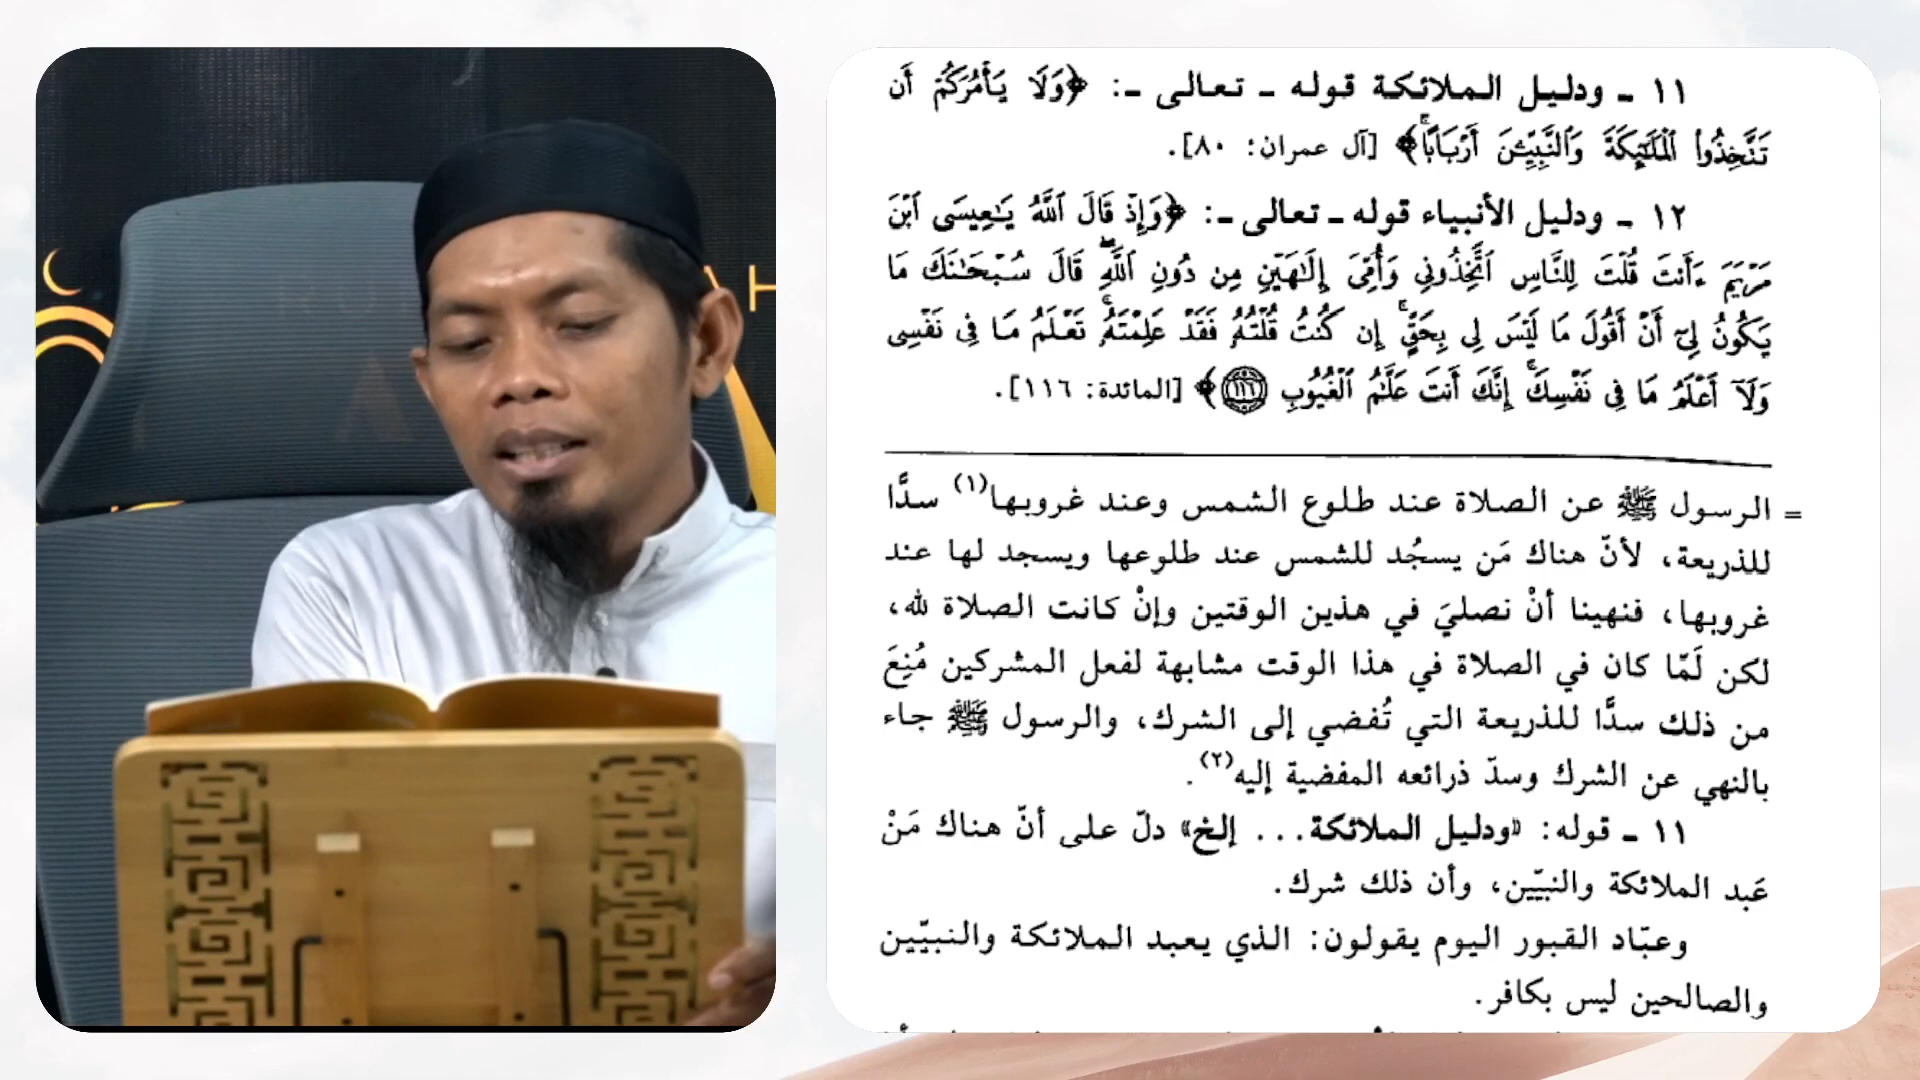 ١١ ـ ودليل الملائكة قوله ـ تعالى ـ: ﴿وَلَا يَأْمُرَكُمْ أَن
تَتَّخِذُوا۟ ٱلْمَلَٰٓئِكَةَ وَٱلنَّبِيِّـۧنَ أَرْبَابًا﴾ [آل عمران: ٨٠].
١٢ ـ ودليل الأنبياء قوله ـ تعالى ـ: ﴿وَإِذْ قَالَ ٱللَّهُ يَٰعِيسَى ٱبْنَ
مَرْيَمَ ءَأَنتَ قُلْتَ لِلنَّاسِ ٱتَّخِذُونِى وَأُمِّىَ إِلَٰهَيْنِ مِن دُونِ ٱللَّهِ ۖ قَالَ سُبْحَٰنَكَ مَا
يَكُونُ لِىٓ أَنْ أَقُولَ مَا لَيْسَ لِى بِحَقٍّ ۚ إِن كُنتُ قُلْتُهُۥ فَقَدْ عَلِمْتَهُۥ ۚ تَعْلَمُ مَا فِى نَفْسِى
وَلَآ أَعْلَمُ مَا فِى نَفْسِكَ ۚ إِنَّكَ أَنتَ عَلَّٰمُ ٱلْغُيُوبِ ١١٦﴾ [المائدة: ١١٦].
= الرسول ﷺ عن الصلاة عند طلوع الشمس وعند غروبها(١) سدًّا
للذريعة، لأنّ هناك مَن يسجُد للشمس عند طلوعها ويسجد لها عند
غروبها، فنهينا أنْ نصليَ في هذين الوقتين وإنْ كانت الصلاة لله،
لكن لَمّا كان في الصلاة في هذا الوقت مشابهة لفعل المشركين مُنِعَ
من ذلك سدًّا للذريعة التي تُفضي إلى الشرك، والرسول ﷺ جاء
بالنهي عن الشرك وسدّ ذرائعه المفضية إليه(٢).
١١ ـ قوله: «ودليل الملائكة... إلخ» دلّ على أنّ هناك مَنْ
عَبد الملائكة والنبيّين، وأن ذلك شرك.
وعبّاد القبور اليوم يقولون: الذي يعبد الملائكة والنبيّين
والصالحين ليس بكافر.